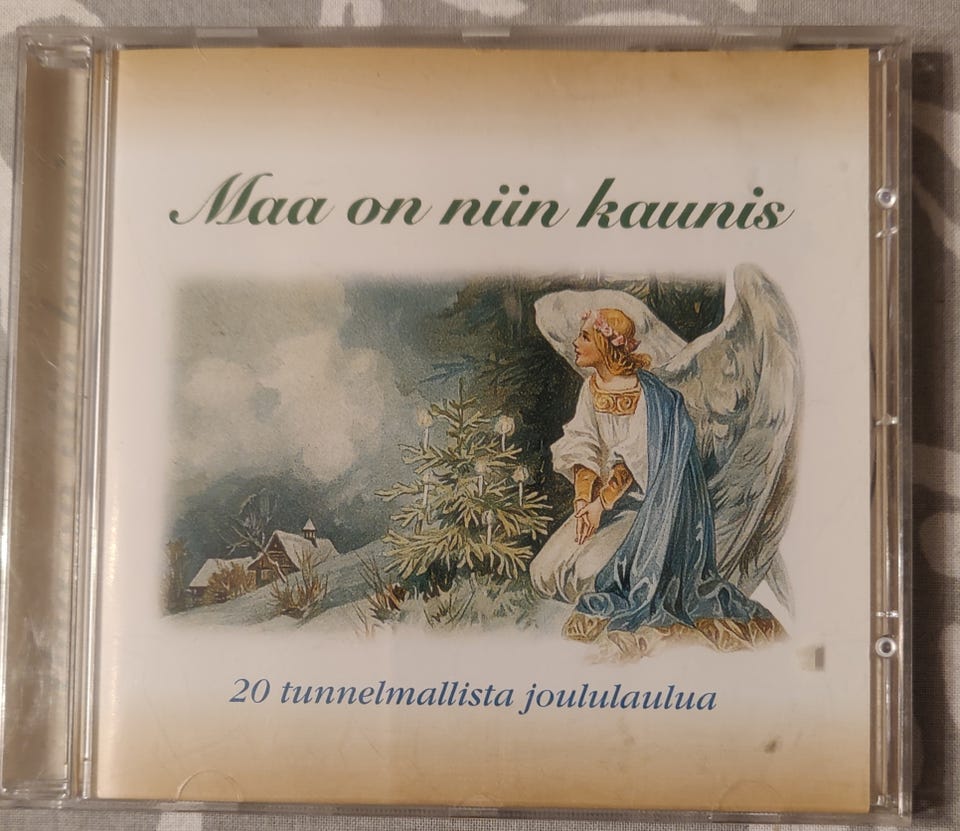 Maa on niin kaunis
20 tunnelmallista joululaulua